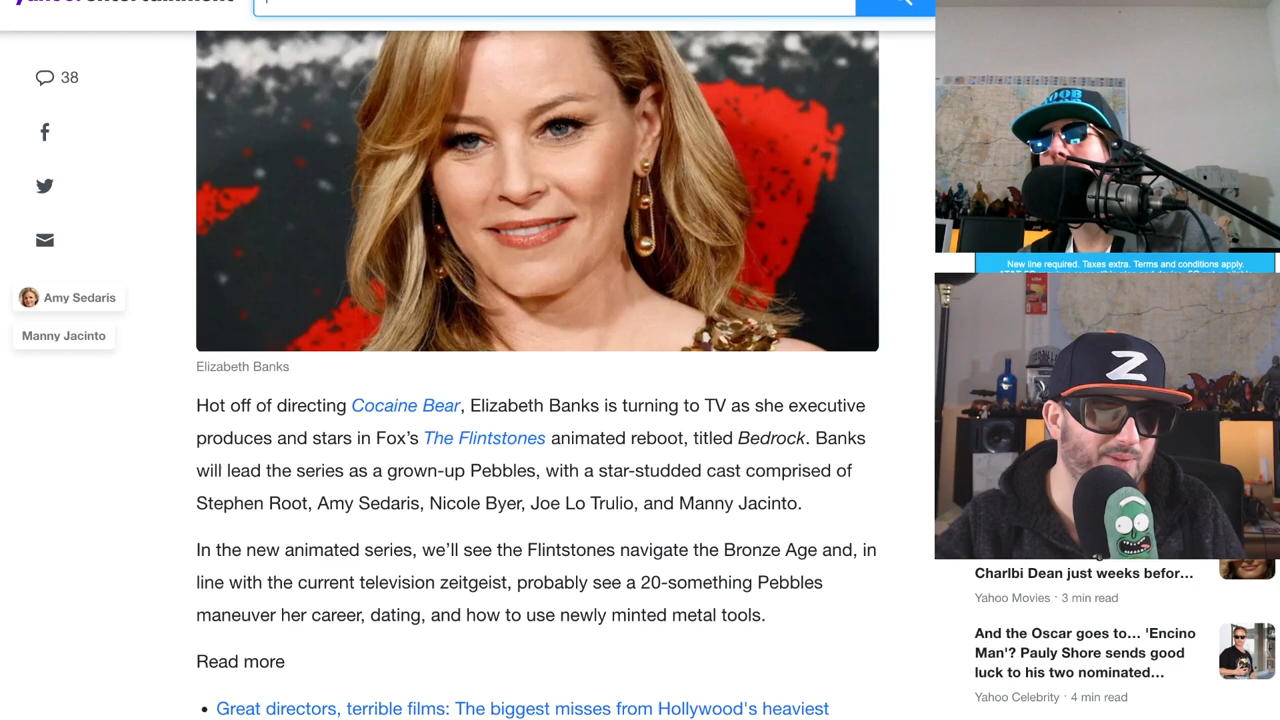 yahoo! entertainment
38
Amy Sedaris
Manny Jacinto
Elizabeth Banks
Hot off of directing Cocaine Bear, Elizabeth Banks is turning to TV as she executive
produces and stars in Fox’s The Flintstones animated reboot, titled Bedrock. Banks
will lead the series as a grown-up Pebbles, with a star-studded cast comprised of
Stephen Root, Amy Sedaris, Nicole Byer, Joe Lo Trulio, and Manny Jacinto.
In the new animated series, we’ll see the Flintstones navigate the Bronze Age and, in
line with the current television zeitgeist, probably see a 20-something Pebbles
maneuver her career, dating, and how to use newly minted metal tools.
Read more
• Great directors, terrible films: The biggest misses from Hollywood's heaviest
New line required. Taxes extra. Terms and conditions apply.
Z
Charlbi Dean just weeks befor...
Yahoo Movies · 3 min read
And the Oscar goes to... 'Encino
Man'? Pauly Shore sends good
luck to his two nominated...
Yahoo Celebrity · 4 min read